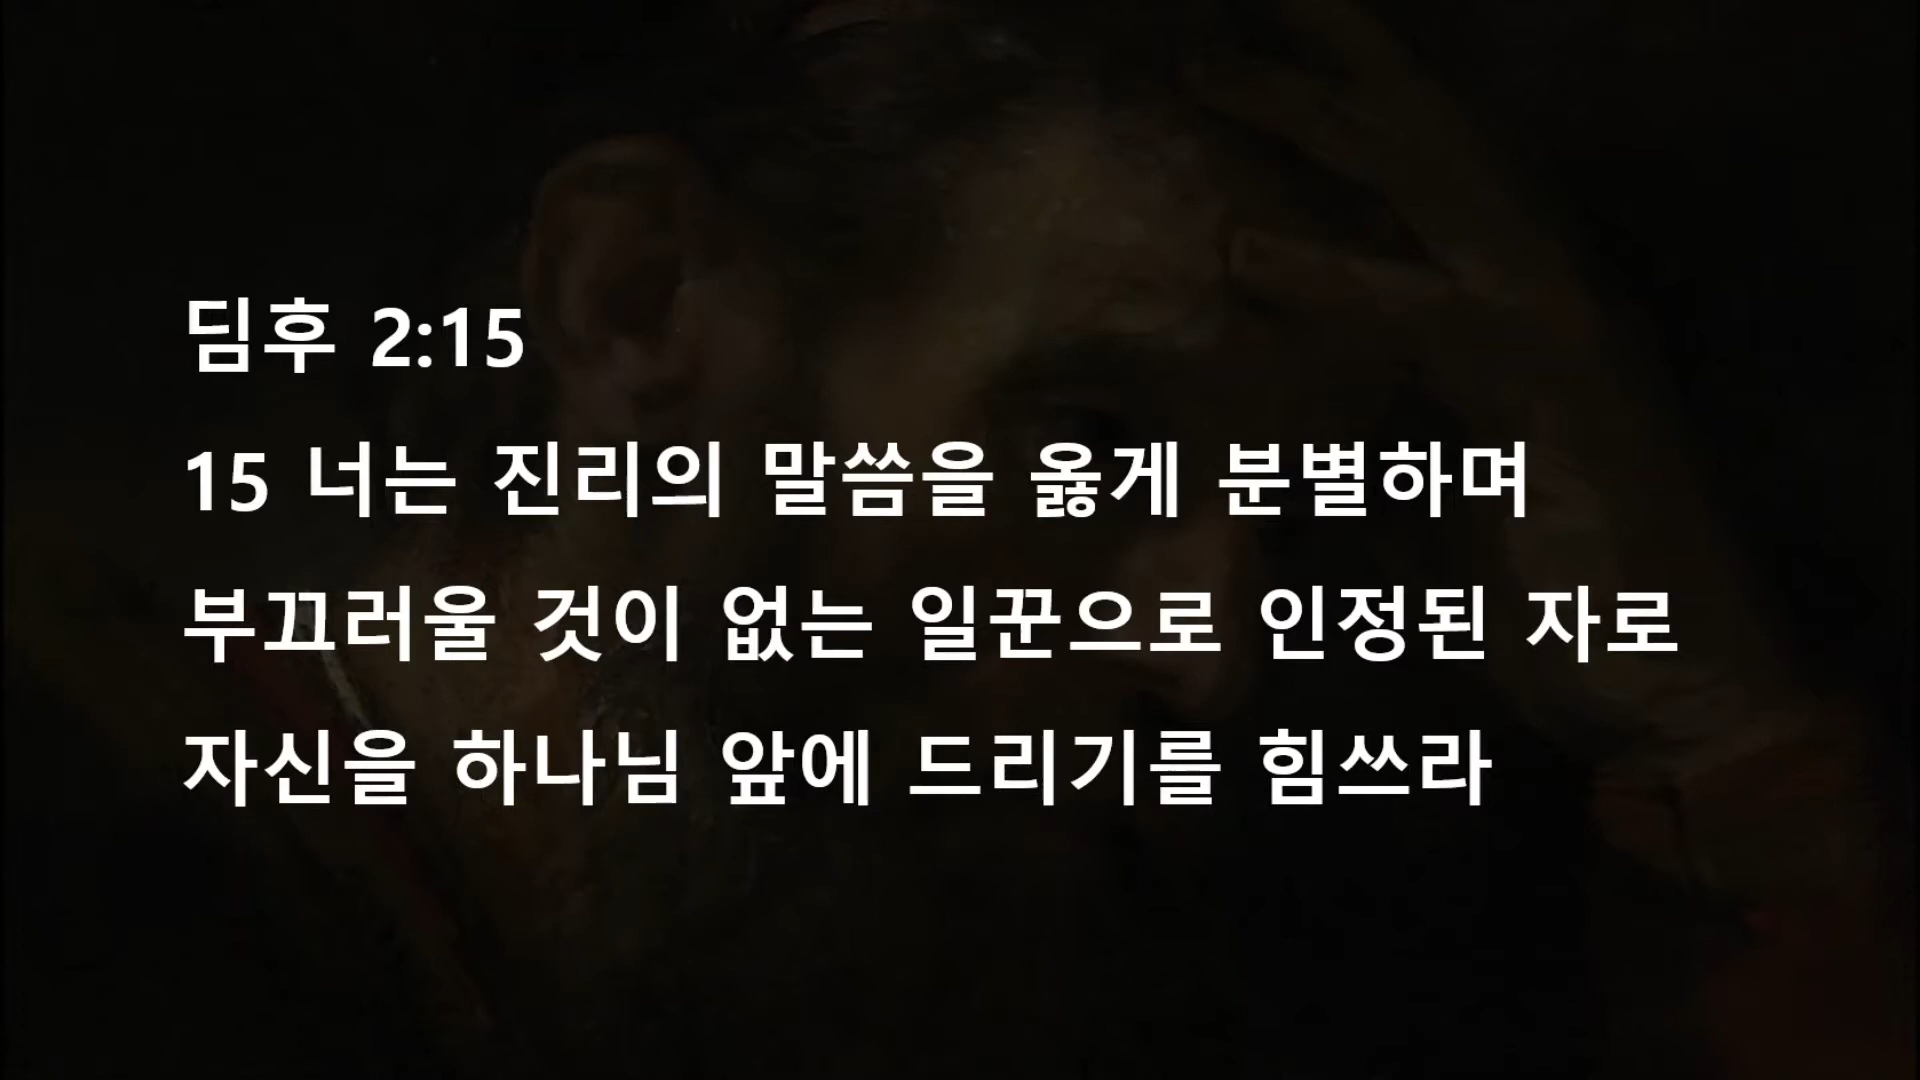 딤후 2:15
15 너는 진리의 말씀을 옳게 분별하며
부끄러울 것이 없는 일꾼으로 인정된 자로
자신을 하나님 앞에 드리기를 힘쓰라